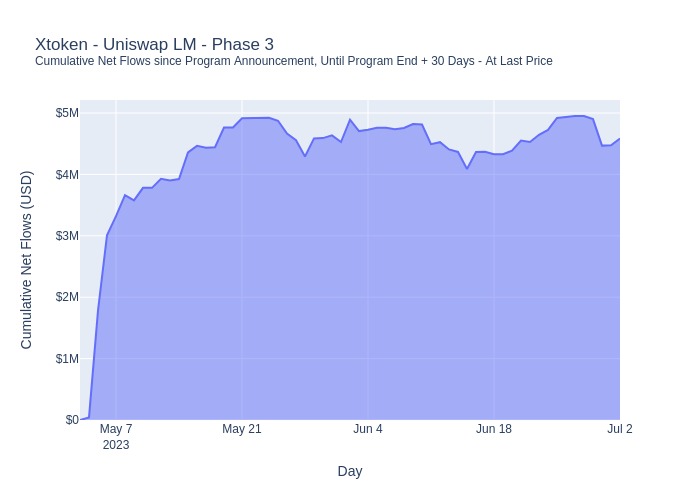 Xtoken - Uniswap LM - Phase 3
Cumulative Net Flows since Program Announcement, Until Program End + 30 Days - At Last Price
Cumulative Net Flows (USD)
$5M
$4M
$3M
$2M
$1M
$0
May 7
2023
May 21
Jun 4
Jun 18
Jul 2
Day